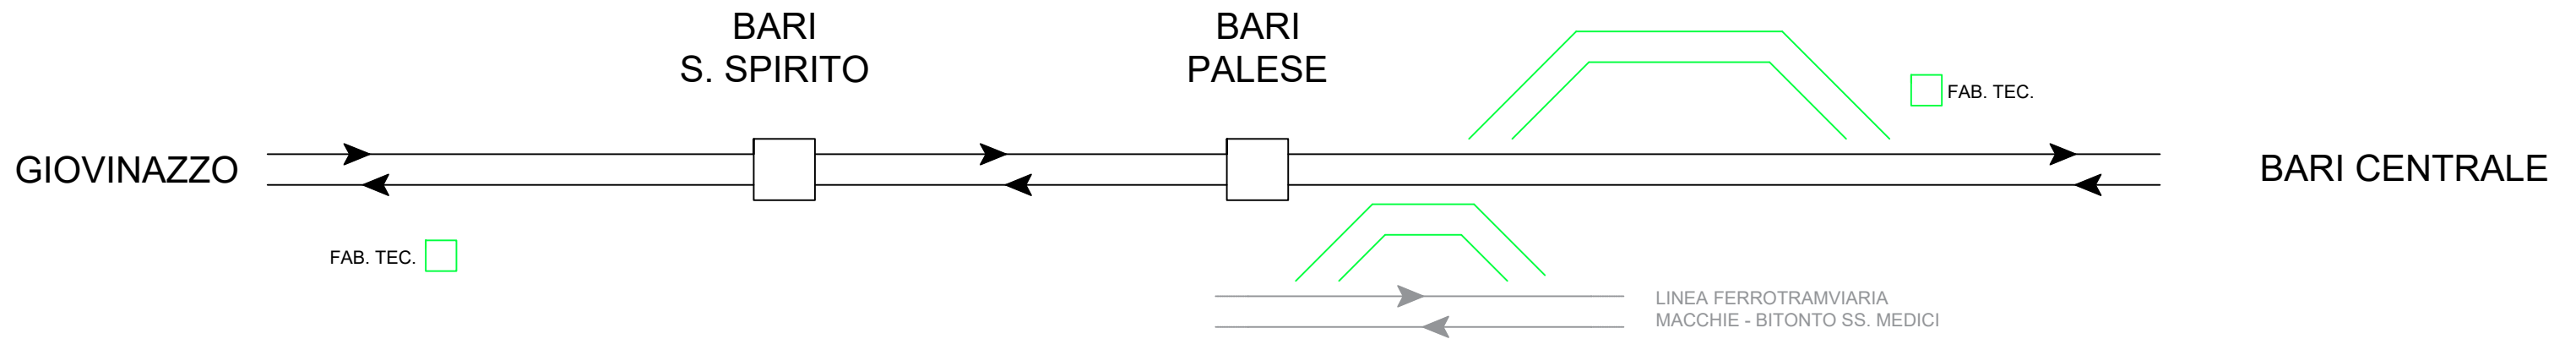 BARI
S. SPIRITO
BARI
PALESE
FAB. TEC.
GIOVINAZZO
BARI CENTRALE
FAB. TEC.
LINEA FERROTRAMVIARIA
MACCHIE - BITONTO SS. MEDICI